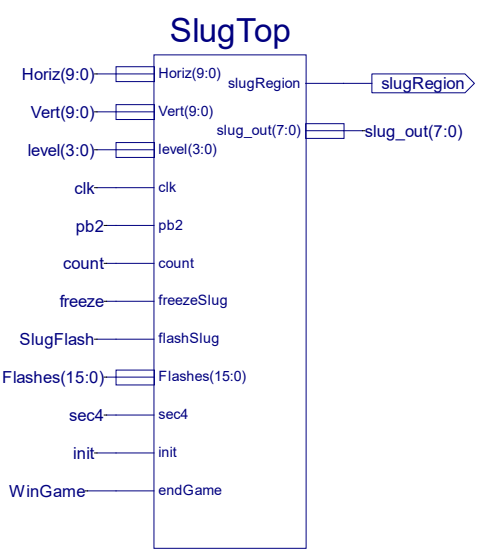 SlugTop
Horiz(9:0) Horiz(9:0) slugRegion slugRegion
Vert(9:0) Vert(9:0)
slug_out(7:0) slug_out(7:0)
level(3:0) level(3:0)
clk clk
pb2 pb2
count count
freeze freezeSlug
SlugFlash flashSlug
Flashes(15:0) Flashes(15:0)
sec4 sec4
init init
WinGame endGame